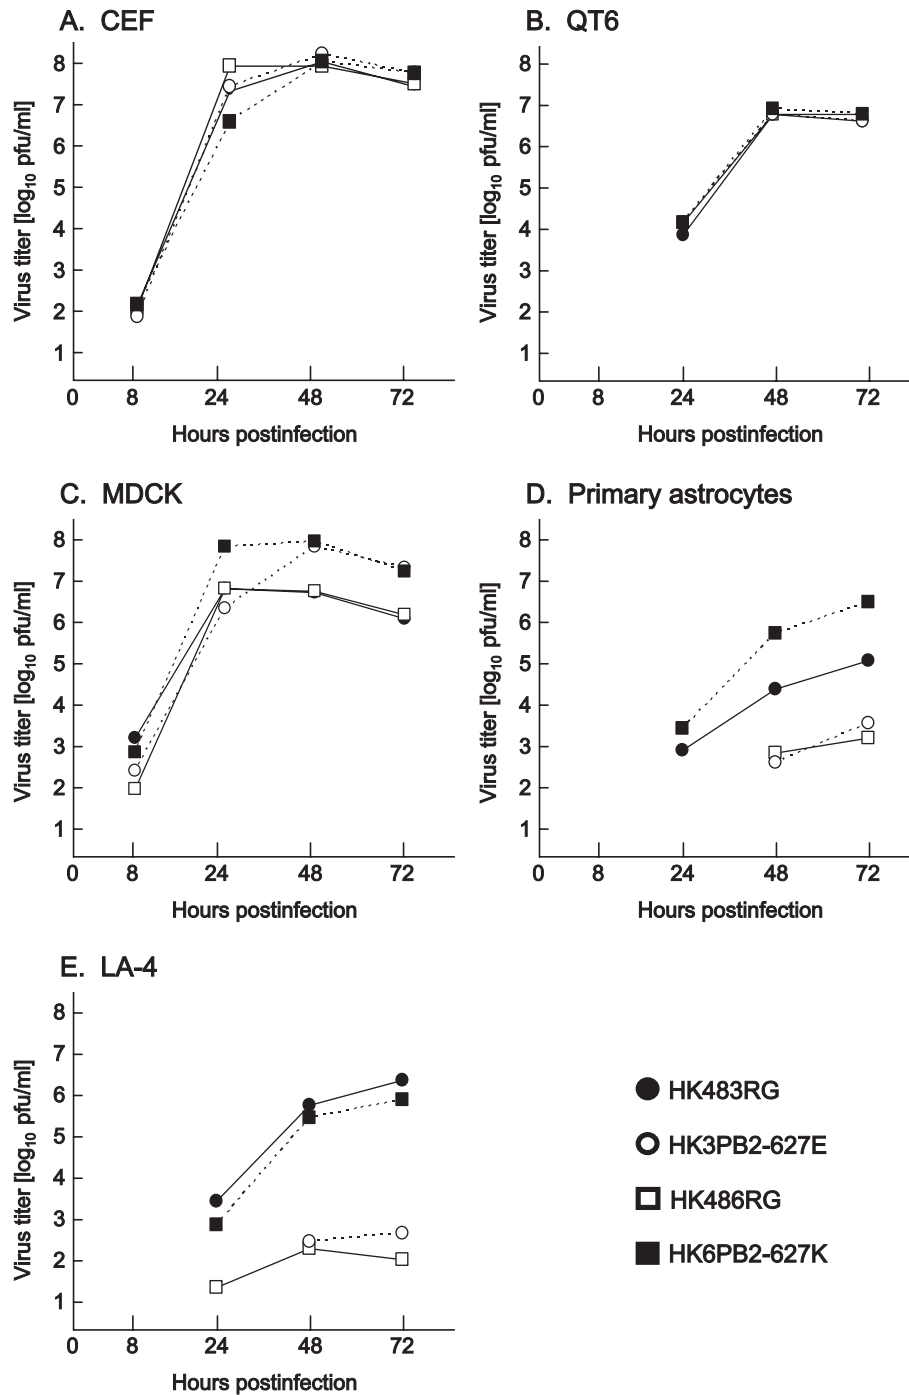 A. CEF
8
7
6
5
4
3
2
1
Virus titer [log10 pfu/ml]
0 8 24 48 72
Hours postinfection
B. QT6
8
7
6
5
4
3
2
1
Virus titer [log10 pfu/ml]
0 8 24 48 72
Hours postinfection
C. MDCK
8
7
6
5
4
3
2
1
Virus titer [log10 pfu/ml]
0 8 24 48 72
Hours postinfection
D. Primary astrocytes
8
7
6
5
4
3
2
1
Virus titer [log10 pfu/ml]
0 8 24 48 72
Hours postinfection
E. LA-4
8
7
6
5
4
3
2
1
Virus titer [log10 pfu/ml]
0 8 24 48 72
Hours postinfection
HK483RG
HK3PB2-627E
HK486RG
HK6PB2-627K